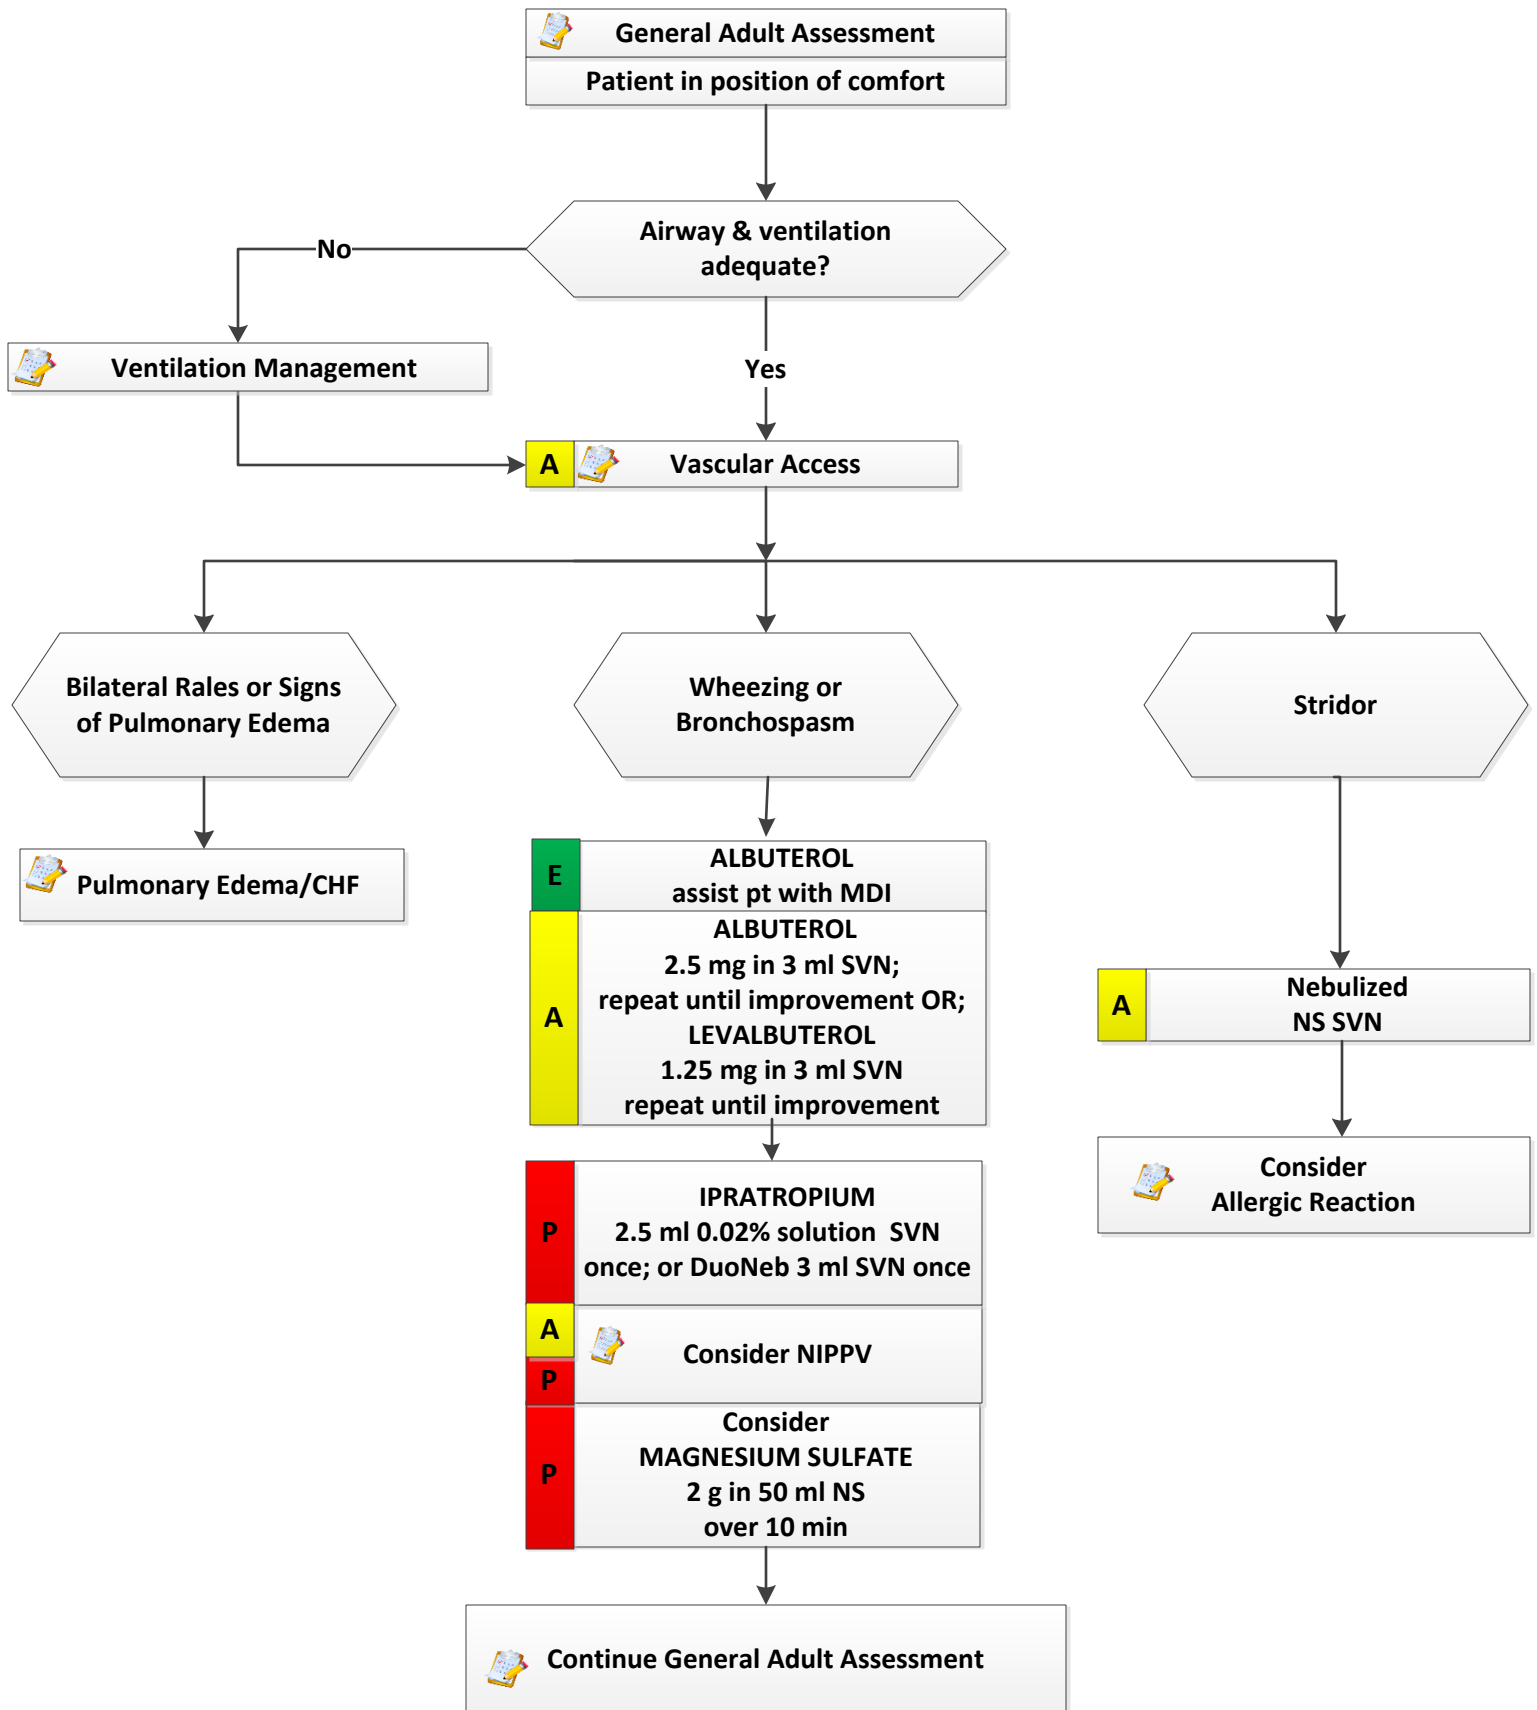 General Adult Assessment
Patient in position of comfort
Airway & ventilation
adequate?
No
Yes
Ventilation Management
A
Vascular Access
Bilateral Rales or Signs
of Pulmonary Edema
Pulmonary Edema/CHF
Wheezing or
Bronchospasm
E
ALBUTEROL
assist pt with MDI
A
ALBUTEROL
2.5 mg in 3 ml SVN;
repeat until improvement OR;
LEVALBUTEROL
1.25 mg in 3 ml SVN
repeat until improvement
P
IPRATROPIUM
2.5 ml 0.02% solution SVN
once; or DuoNeb 3 ml SVN once
A
P
Consider NIPPV
P
Consider
MAGNESIUM SULFATE
2 g in 50 ml NS
over 10 min
Stridor
A
Nebulized
NS SVN
Consider
Allergic Reaction
Continue General Adult Assessment